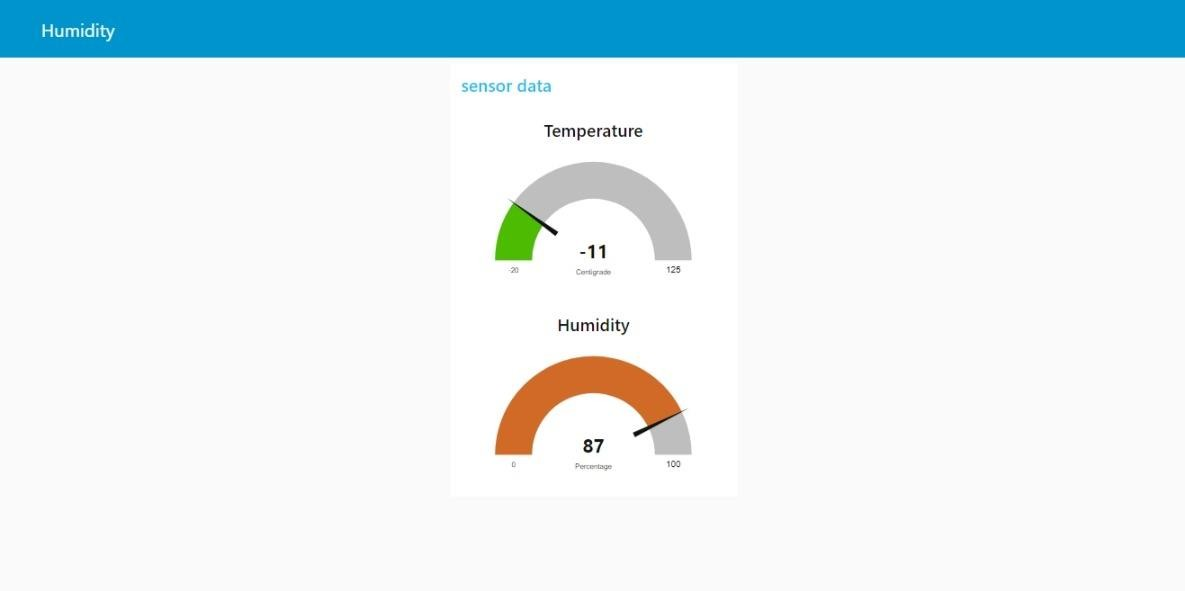 Humidity
sensor data
Temperature
-11
Centigrade
-20
125
Humidity
87
Percentage
0
100